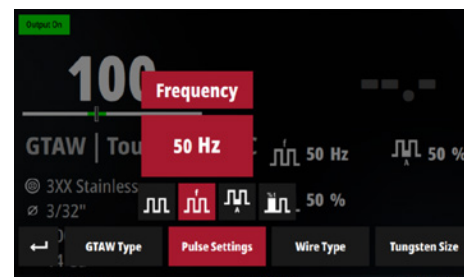 Output On
100
Frequency
50 Hz
GTAW | Tou
50 Hz
50 %
3XX Stainless
Ø 3/32"
50 %
GTAW Type
Pulse Settings
Wire Type
Tungsten Size